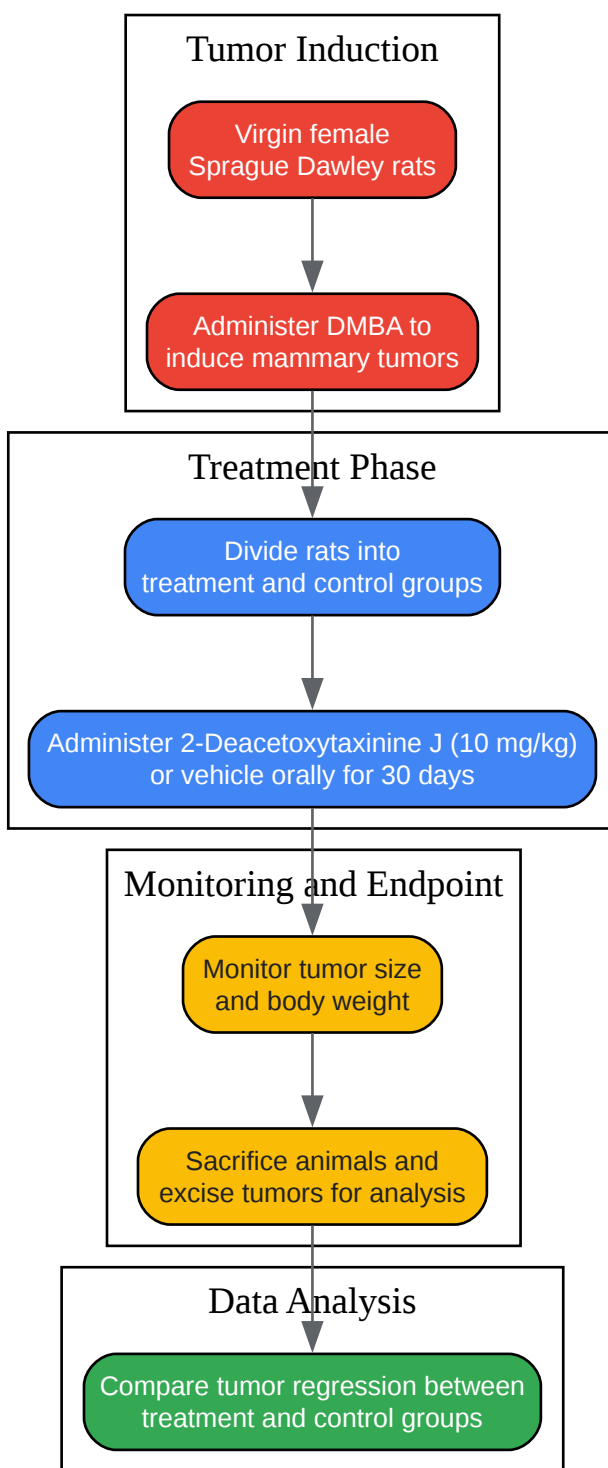 Tumor Induction
Virgin female
Sprague Dawley rats
Administer DMBA to
induce mammary tumors
Treatment Phase
Divide rats into
treatment and control groups
Administer 2-Deacetoxytaxinine J (10 mg/kg)
or vehicle orally for 30 days
Monitoring and Endpoint
Monitor tumor size
and body weight
Sacrifice animals and
excise tumors for analysis
Data Analysis
Compare tumor regression between
treatment and control groups